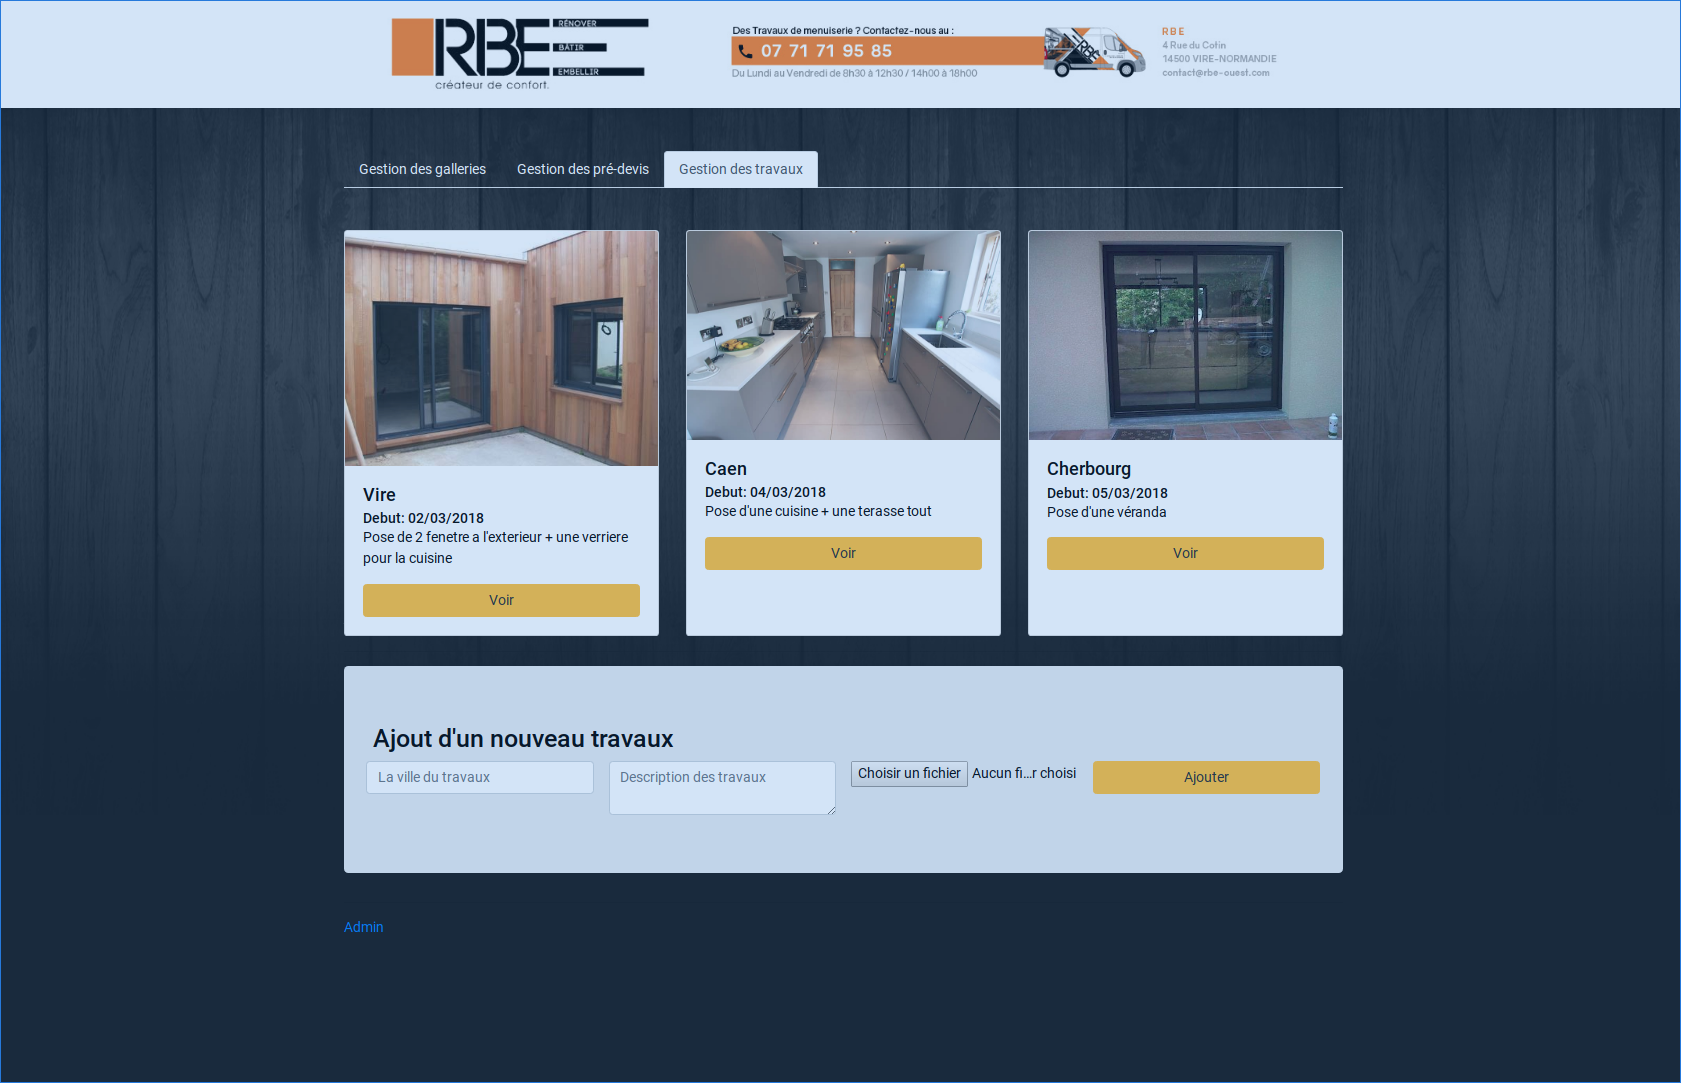 RBE
RÉNOVER
BÂTIR
EMBELLIR
créateur de confort.
Des Travaux de menuiserie ? Contactez-nous au :
07 71 71 95 85
Du Lundi au Vendredi de 8h30 à 12h30 / 14h00 à 18h00
RBE
RBE
4 Rue du Cotin
14500 VIRE-NORMANDIE
contact@rbe-ouest.com
Gestion des galleries
Gestion des pré-devis
Gestion des travaux
Vire
Debut: 02/03/2018
Pose de 2 fenetre a l'exterieur + une verriere
pour la cuisine
Voir
Caen
Debut: 04/03/2018
Pose d'une cuisine + une terasse tout
Voir
Cherbourg
Debut: 05/03/2018
Pose d'une véranda
Voir
Ajout d'un nouveau travaux
La ville du travaux
Description des travaux
Choisir un fichier
Aucun fi...r choisi
Ajouter
Admin